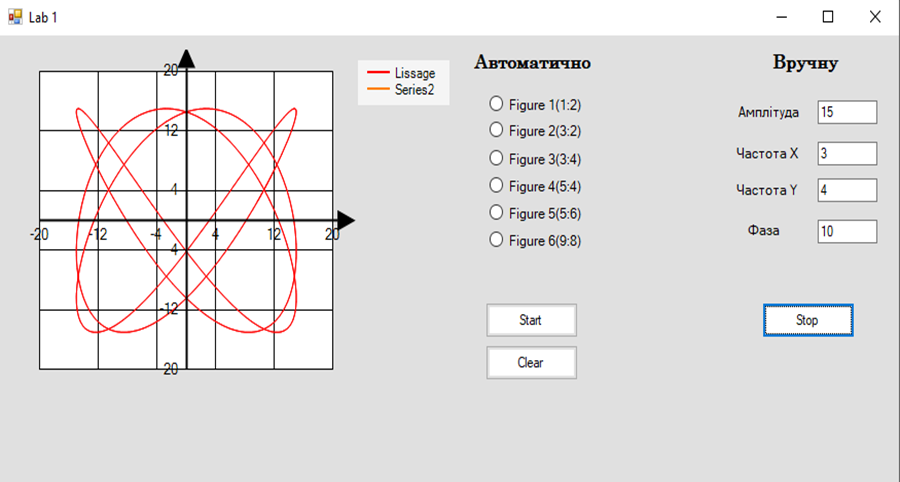 Lab 1
Lissage
Series2
20
12
4
-20
-12
-4
4
12
20
4
-12
20
Автоматично
Figure 1(1:2)
Figure 2(3:2)
Figure 3(3:4)
Figure 4(5:4)
Figure 5(5:6)
Figure 6(9:8)
Start
Clear
Вручну
Амплітуда 15
Частота X 3
Частота Y 4
Фаза 10
Stop